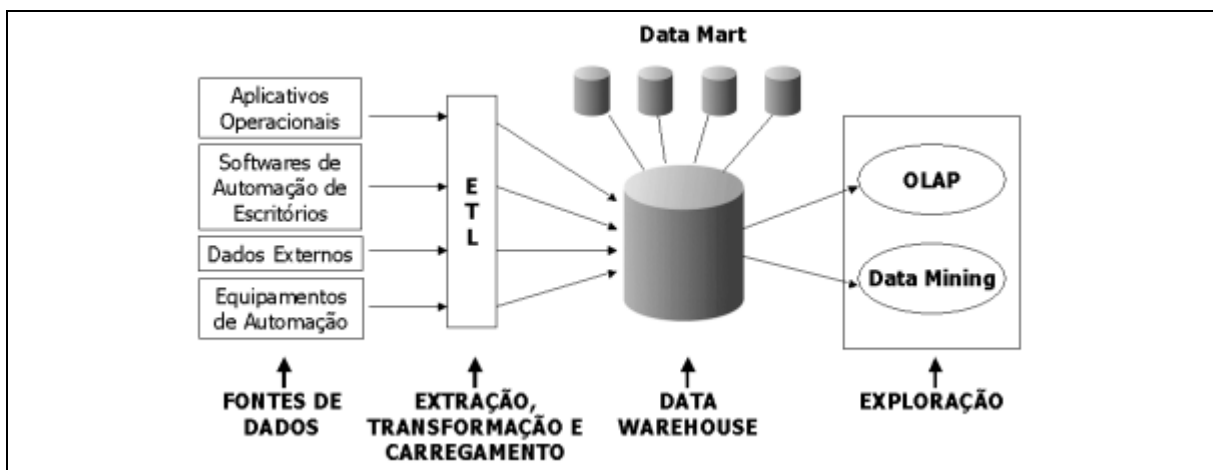 Data Mart
Aplicativos
Operacionais
Softwares de
Automação de
Escritórios
Dados Externos
Equipamentos
de Automação
E
T
L
OLAP
Data Mining
FONTES DE
DADOS
EXTRAÇÃO,
TRANSFORMAÇÃO E
CARREGAMENTO
DATA
WAREHOUSE
EXPLORAÇÃO